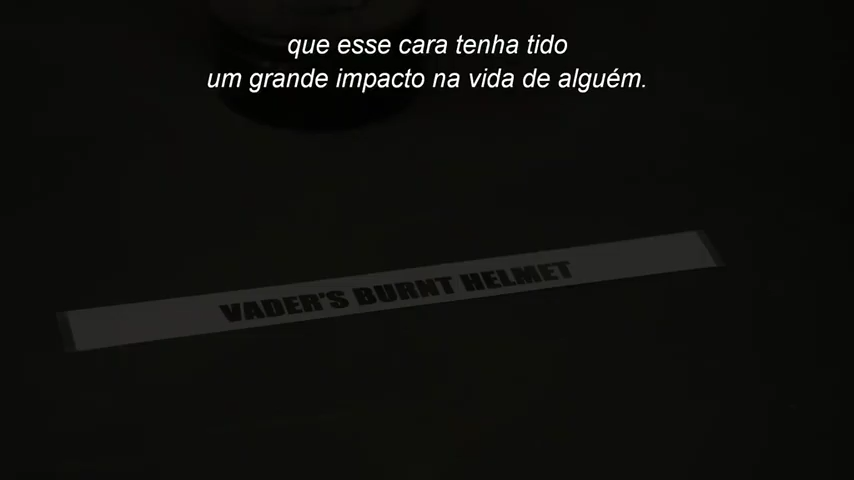 que esse cara tenha tido
um grande impacto na vida de alguém.
VADER'S BURNT HELMET